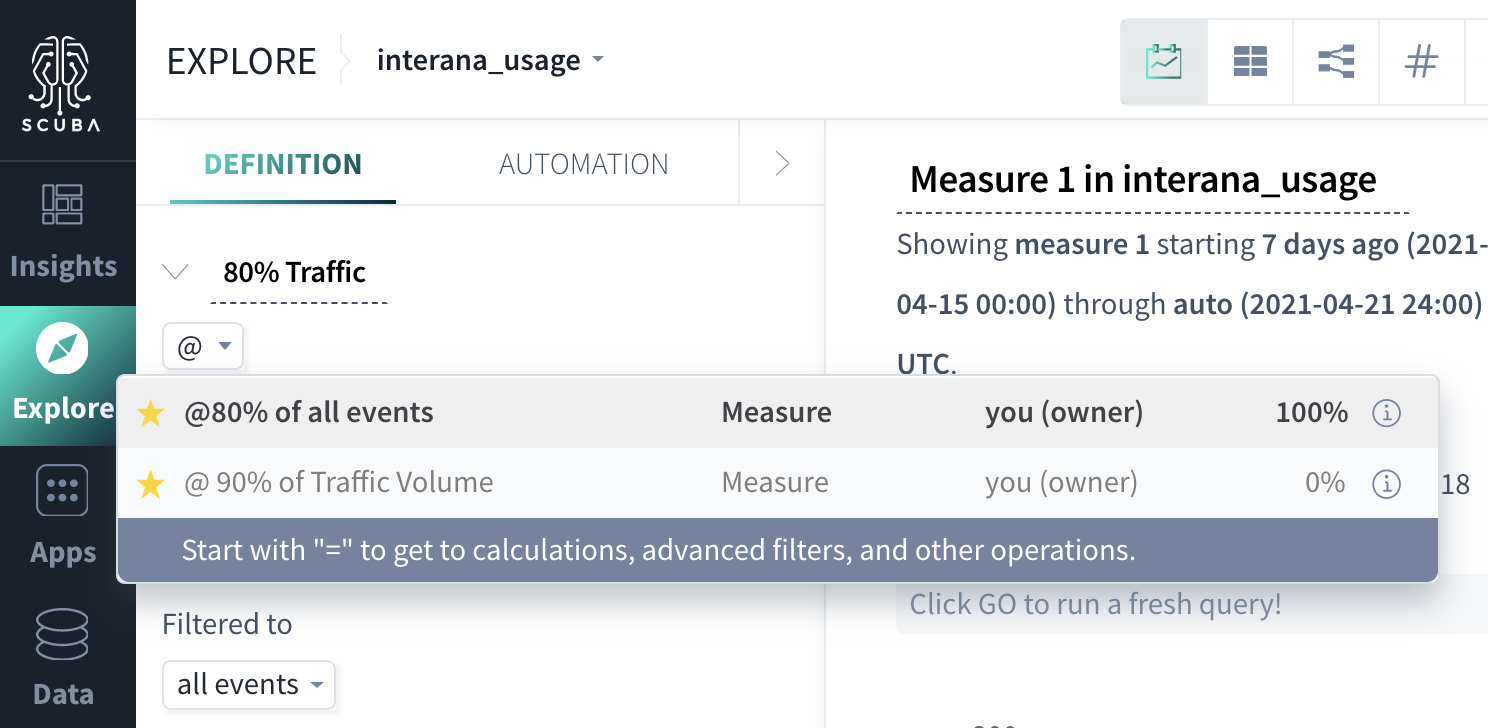 SCUBA
Insights
Explore
Apps
Data
EXPLORE
interana_usage
DEFINITION
AUTOMATION
80% Traffic
@
@80% of all events Measure you (owner) 100%
@ 90% of Traffic Volume Measure you (owner) 0%
Start with "=" to get to calculations, advanced filters, and other operations.
Filtered to
all events
Measure 1 in interana_usage
Showing measure 1 starting 7 days ago (2021-
04-15 00:00) through auto (2021-04-21 24:00)
UTC.
18
Click GO to run a fresh query!